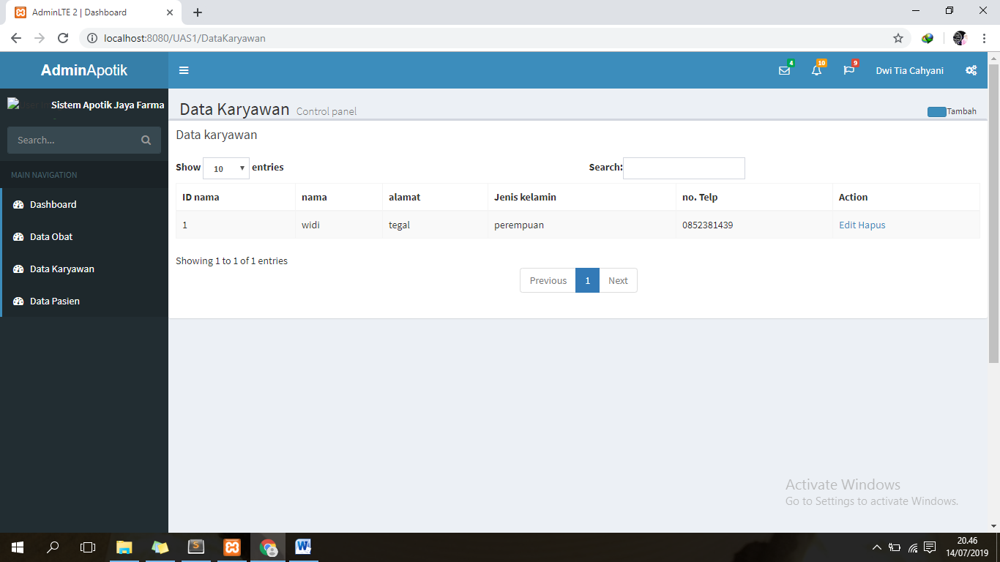 AdminLTE 2 | Dashboard
localhost:8080/UAS1/DataKaryawan
AdminApotik
4
10
9
Dwi Tia Cahyani
Sistem Apotik Jaya Farma
Search...
MAIN NAVIGATION
Dashboard
Data Obat
Data Karyawan
Data Pasien
Data Karyawan Control panel
Tambah
Data karyawan
Show 10 entries
Search:
ID nama nama alamat Jenis kelamin no. Telp Action
1 widi tegal perempuan 0852381439 Edit Hapus
Showing 1 to 1 of 1 entries
Previous 1 Next
Activate Windows
Go to Settings to activate Windows.
20.46
14/07/2019